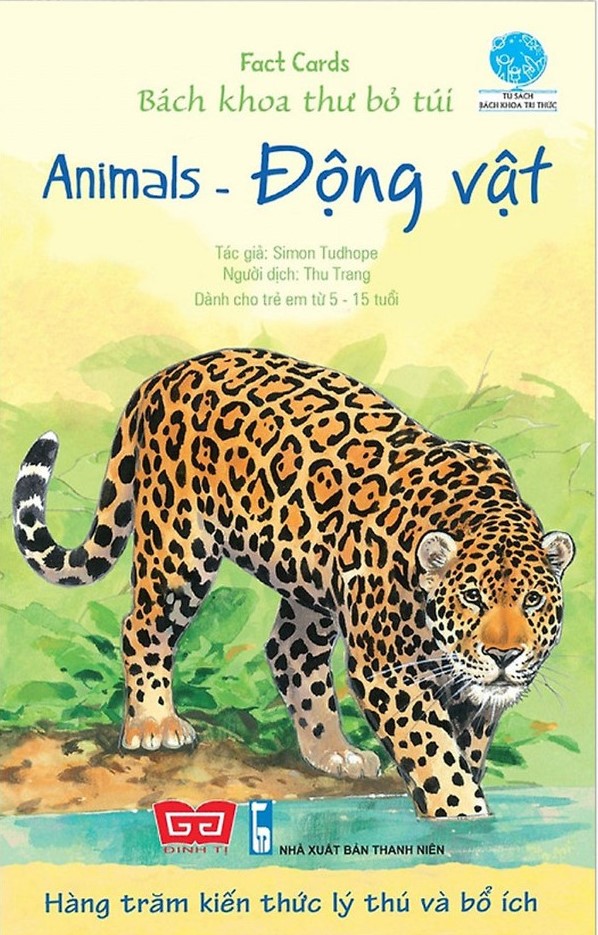 Fact Cards
TỦ SÁCH
BÁCH KHOA TRI THỨC
Bách khoa thư bỏ túi
Animals - Động vật
Tác giả: Simon Tudhope
Người dịch: Thu Trang
Dành cho trẻ em từ 5 - 15 tuổi
ĐINH TỊ
NHÀ XUẤT BẢN THANH NIÊN
Hàng trăm kiến thức lý thú và bổ ích